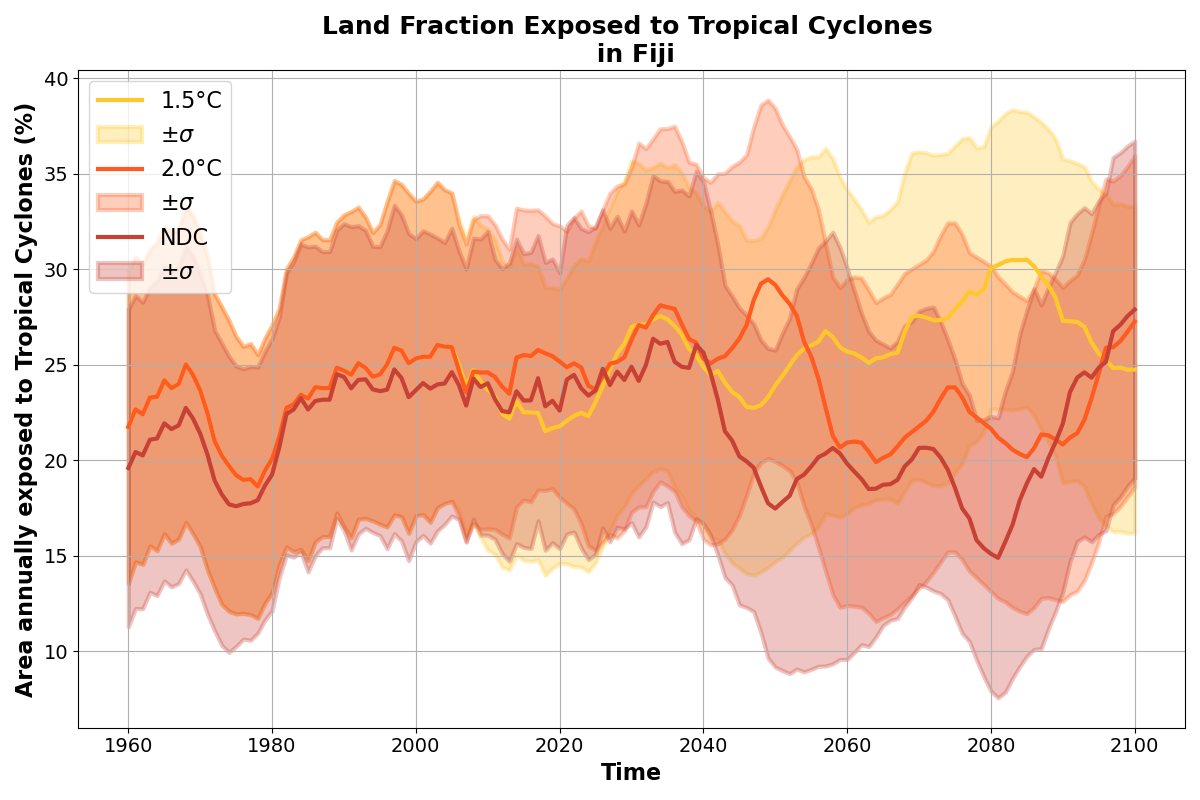 Land Fraction Exposed to Tropical Cyclones
in Fiji
Area annually exposed to Tropical Cyclones (%)
40
35
30
25
20
15
10
1.5°C
±σ
2.0°C
±σ
NDC
±σ
1960
1980
2000
2020
2040
2060
2080
2100
Time